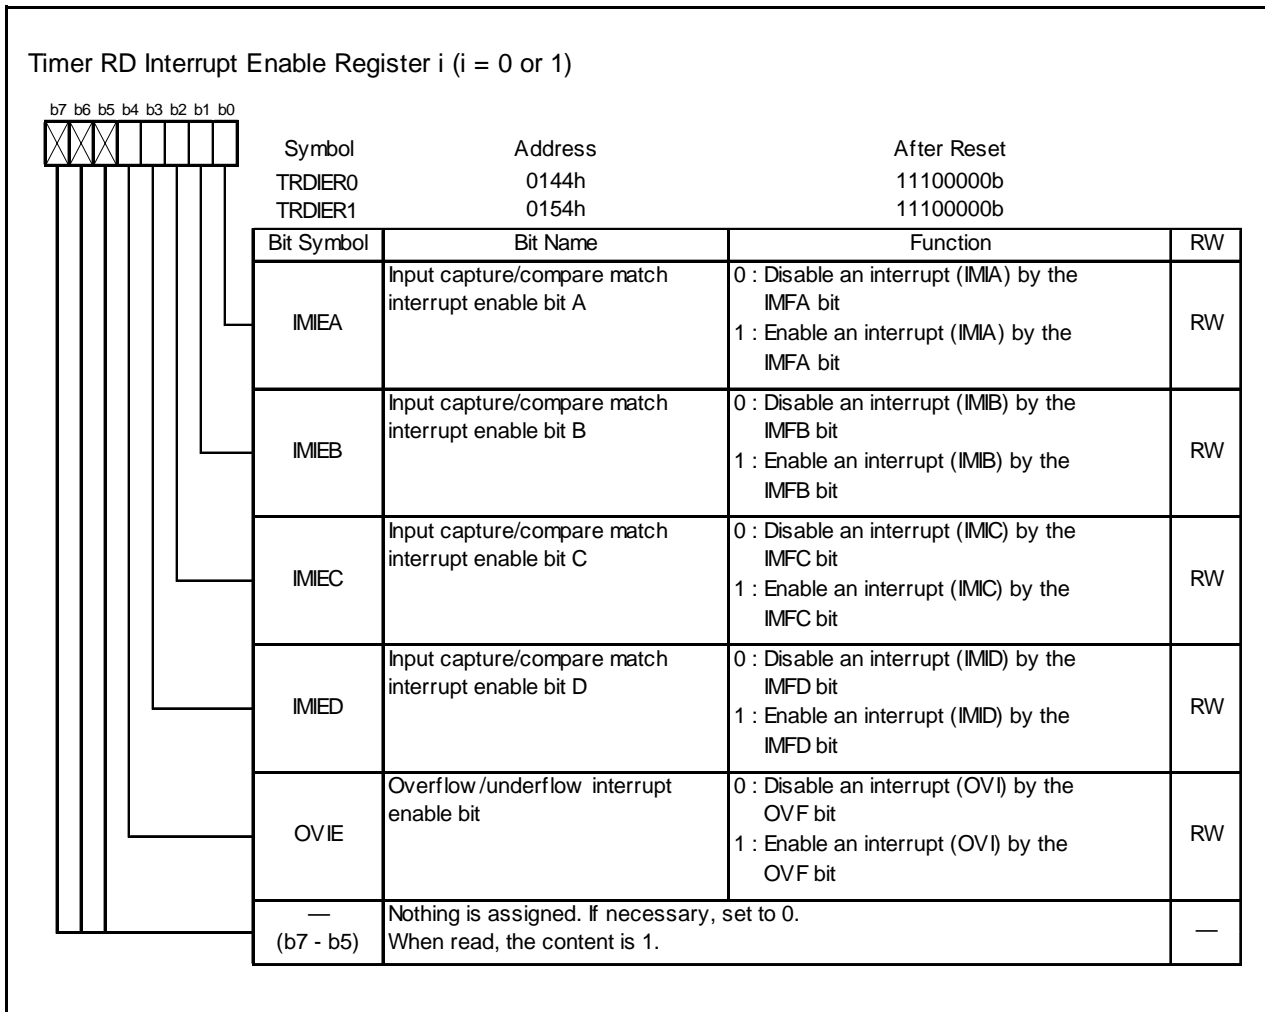 Timer RD Interrupt Enable Register i (i = 0 or 1)
b7 b6 b5 b4 b3 b2 b1 b0
Symbol Address After Reset
TRDIER0 0144h 11100000b
TRDIER1 0154h 11100000b
Bit Symbol Bit Name Function RW
IMIEA
Input capture/compare match
interrupt enable bit A
0 : Disable an interrupt (IMIA) by the
IMFA bit
1 : Enable an interrupt (IMIA) by the
IMFA bit
RW
IMIEB
Input capture/compare match
interrupt enable bit B
0 : Disable an interrupt (IMIB) by the
IMFB bit
1 : Enable an interrupt (IMIB) by the
IMFB bit
RW
IMIEC
Input capture/compare match
interrupt enable bit C
0 : Disable an interrupt (IMIC) by the
IMFC bit
1 : Enable an interrupt (IMIC) by the
IMFC bit
RW
IMIED
Input capture/compare match
interrupt enable bit D
0 : Disable an interrupt (IMID) by the
IMFD bit
1 : Enable an interrupt (IMID) by the
IMFD bit
RW
OVIE
Overflow/underflow interrupt
enable bit
0 : Disable an interrupt (OVI) by the
OVF bit
1 : Enable an interrupt (OVI) by the
OVF bit
RW
—
(b7 - b5)
Nothing is assigned. If necessary, set to 0.
When read, the content is 1.
—